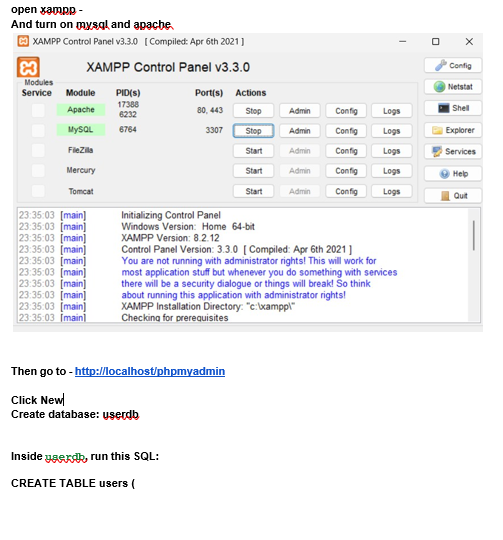 open xampp -
And turn on mysql and apache
XAMPP Control Panel v3.3.0 [ Compiled: Apr 6th 2021 ]
XAMPP Control Panel v3.3.0
Config
Modules
Service Module PID(s) Port(s) Actions
Netstat
Apache 17388 6232 80, 443 Stop Admin Config Logs
Shell
MySQL 6764 3307 Stop Admin Config Logs
Explorer
FileZilla Start Admin Config Logs
Services
Mercury Start Admin Config Logs
Help
Tomcat Start Admin Config Logs
Quit
23:35:03 [main] Initializing Control Panel
23:35:03 [main] Windows Version: Home 64-bit
23:35:03 [main] XAMPP Version: 8.2.12
23:35:03 [main] Control Panel Version: 3.3.0 [ Compiled: Apr 6th 2021 ]
23:35:03 [main] You are not running with administrator rights! This will work for
23:35:03 [main] most application stuff but whenever you do something with services
23:35:03 [main] there will be a security dialogue or things will break! So think
23:35:03 [main] about running this application with administrator rights!
23:35:03 [main] XAMPP Installation Directory: "c:\xampp\"
23:35:03 [main] Checking for prerequisites
Then go to - http://localhost/phpmyadmin
Click New
Create database: userdb
Inside userdb, run this SQL:
CREATE TABLE users (